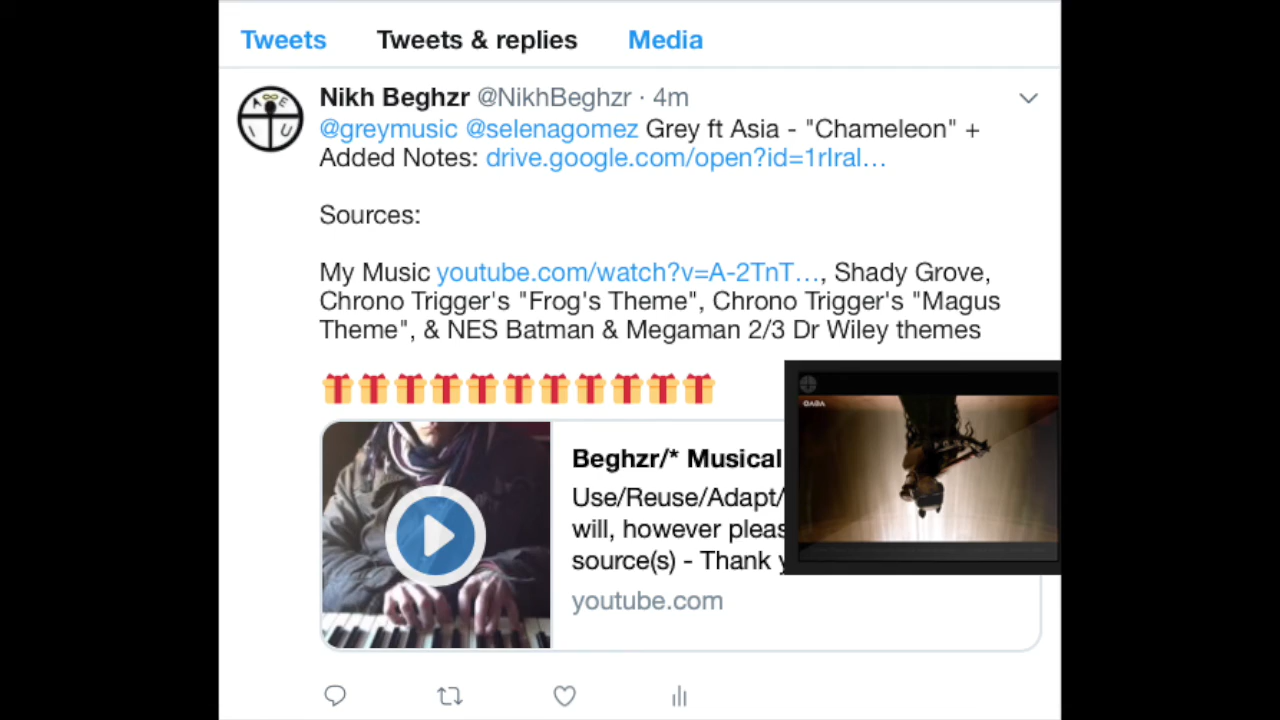 Tweets Tweets & replies Media
Nikh Beghzr @NikhBeghzr · 4m
@greymusic @selenagomez Grey ft Asia - "Chameleon" +
Added Notes: drive.google.com/open?id=1rIral…
Sources:
My Music youtube.com/watch?v=A-2TnT…, Shady Grove,
Chrono Trigger's "Frog's Theme", Chrono Trigger's "Magus
Theme", & NES Batman & Megaman 2/3 Dr Wiley themes
Beghzr/* Musical
Use/Reuse/Adapt/
will, however pleas
source(s) - Thank y
youtube.com